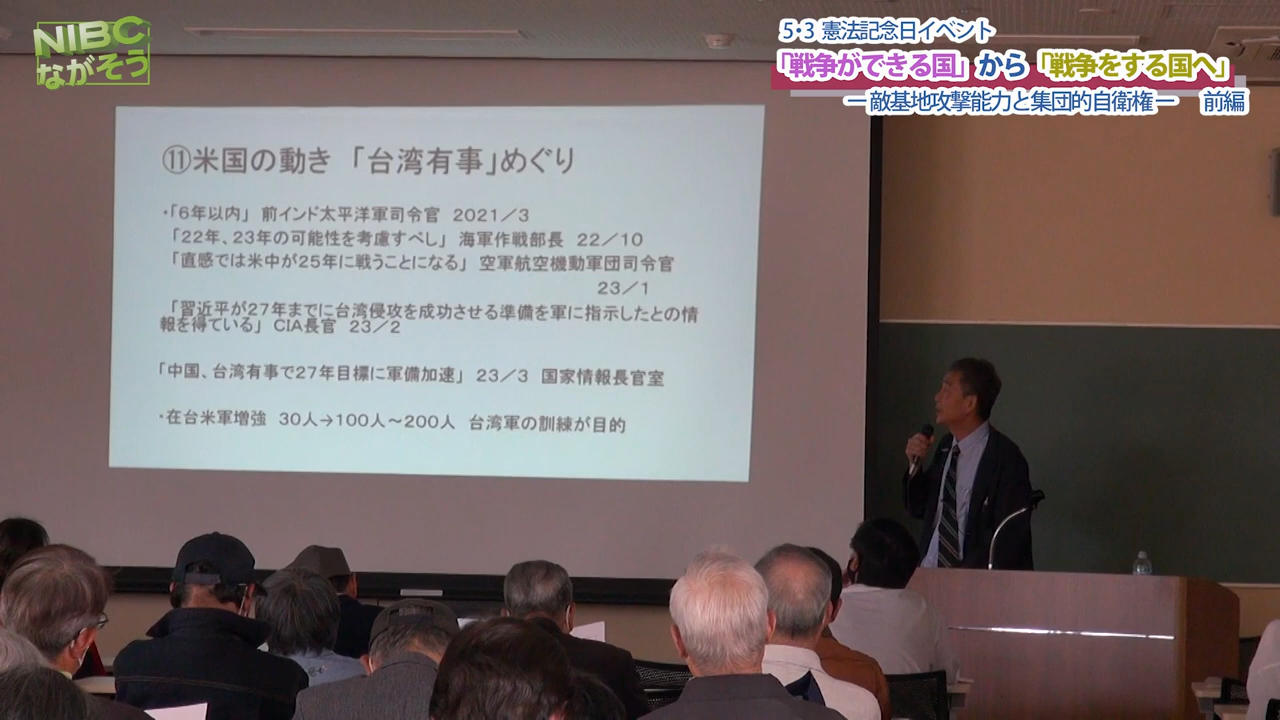 NIBC
ながそう
5・3 憲法記念日イベント
「戦争ができる国」から「戦争をする国へ」
―敵基地攻撃能力と集団的自衛権― 前編
⑪米国の動き 「台湾有事」めぐり
・「6年以内」 前インド太平洋軍司令官 2021／3
「22年、23年の可能性を考慮すべし」 海軍作戦部長 22／10
「直感では米中が25年に戦うことになる」 空軍航空機動軍団司令官
23／1
「習近平が27年までに台湾侵攻を成功させる準備を軍に指示したとの情
報を得ている」 CIA長官 23／2
「中国、台湾有事で27年目標に軍備加速」 23／3 国家情報長官室
・在台米軍増強 30人→100人～200人 台湾軍の訓練が目的